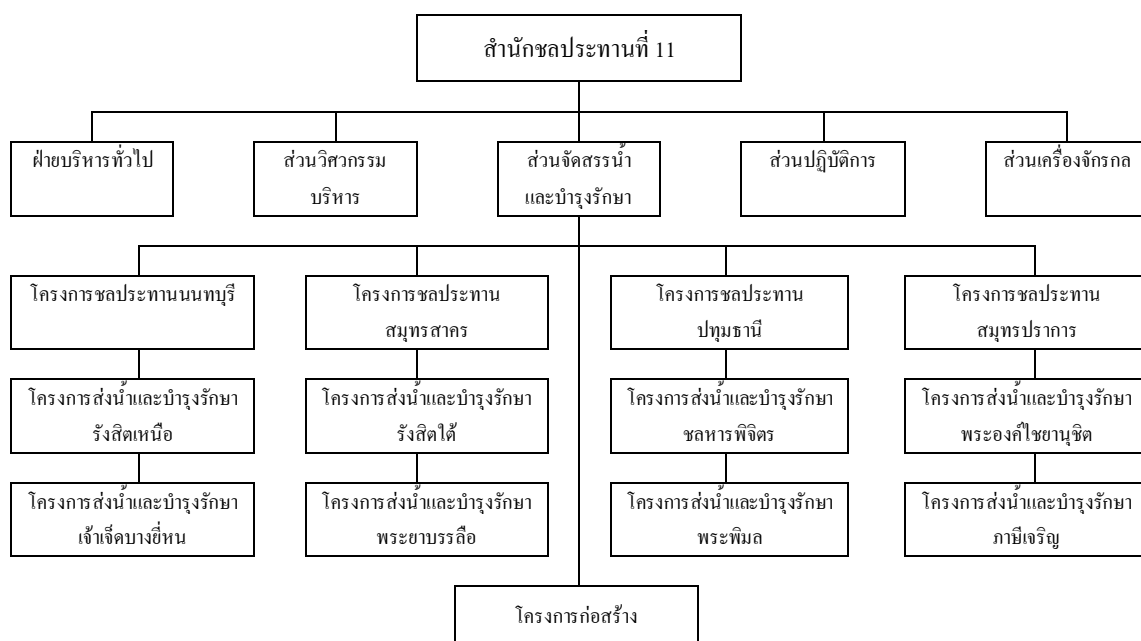 สำนักชลประทานที่ 11
ฝ่ายบริหารทั่วไป
ส่วนวิศวกรรม
บริหาร
ส่วนจัดสรรน้ำ
และบำรุงรักษา
ส่วนปฏิบัติการ
ส่วนเครื่องจักรกล
โครงการชลประทานนนทบุรี
โครงการชลประทาน
สมุทรสาคร
โครงการชลประทาน
ปทุมธานี
โครงการชลประทาน
สมุทรปราการ
โครงการส่งน้ำและบำรุงรักษา
รังสิตเหนือ
โครงการส่งน้ำและบำรุงรักษา
รังสิตใต้
โครงการส่งน้ำและบำรุงรักษา
ชลหารพิจิตร
โครงการส่งน้ำและบำรุงรักษา
พระองค์ไชยานุชิต
โครงการส่งน้ำและบำรุงรักษา
เจ้าเจ็ดบางยี่หน
โครงการส่งน้ำและบำรุงรักษา
พระยาบรรลือ
โครงการส่งน้ำและบำรุงรักษา
พระพิมล
โครงการส่งน้ำและบำรุงรักษา
ภาษีเจริญ
โครงการก่อสร้าง